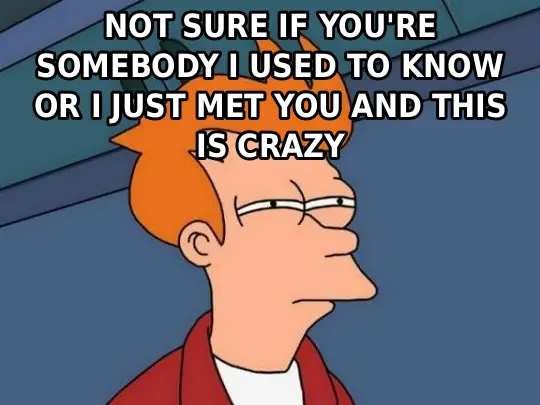 NOT SURE IF YOU'RE
SOMEBODY I USED TO KNOW
OR I JUST MET YOU AND THIS
IS CRAZY